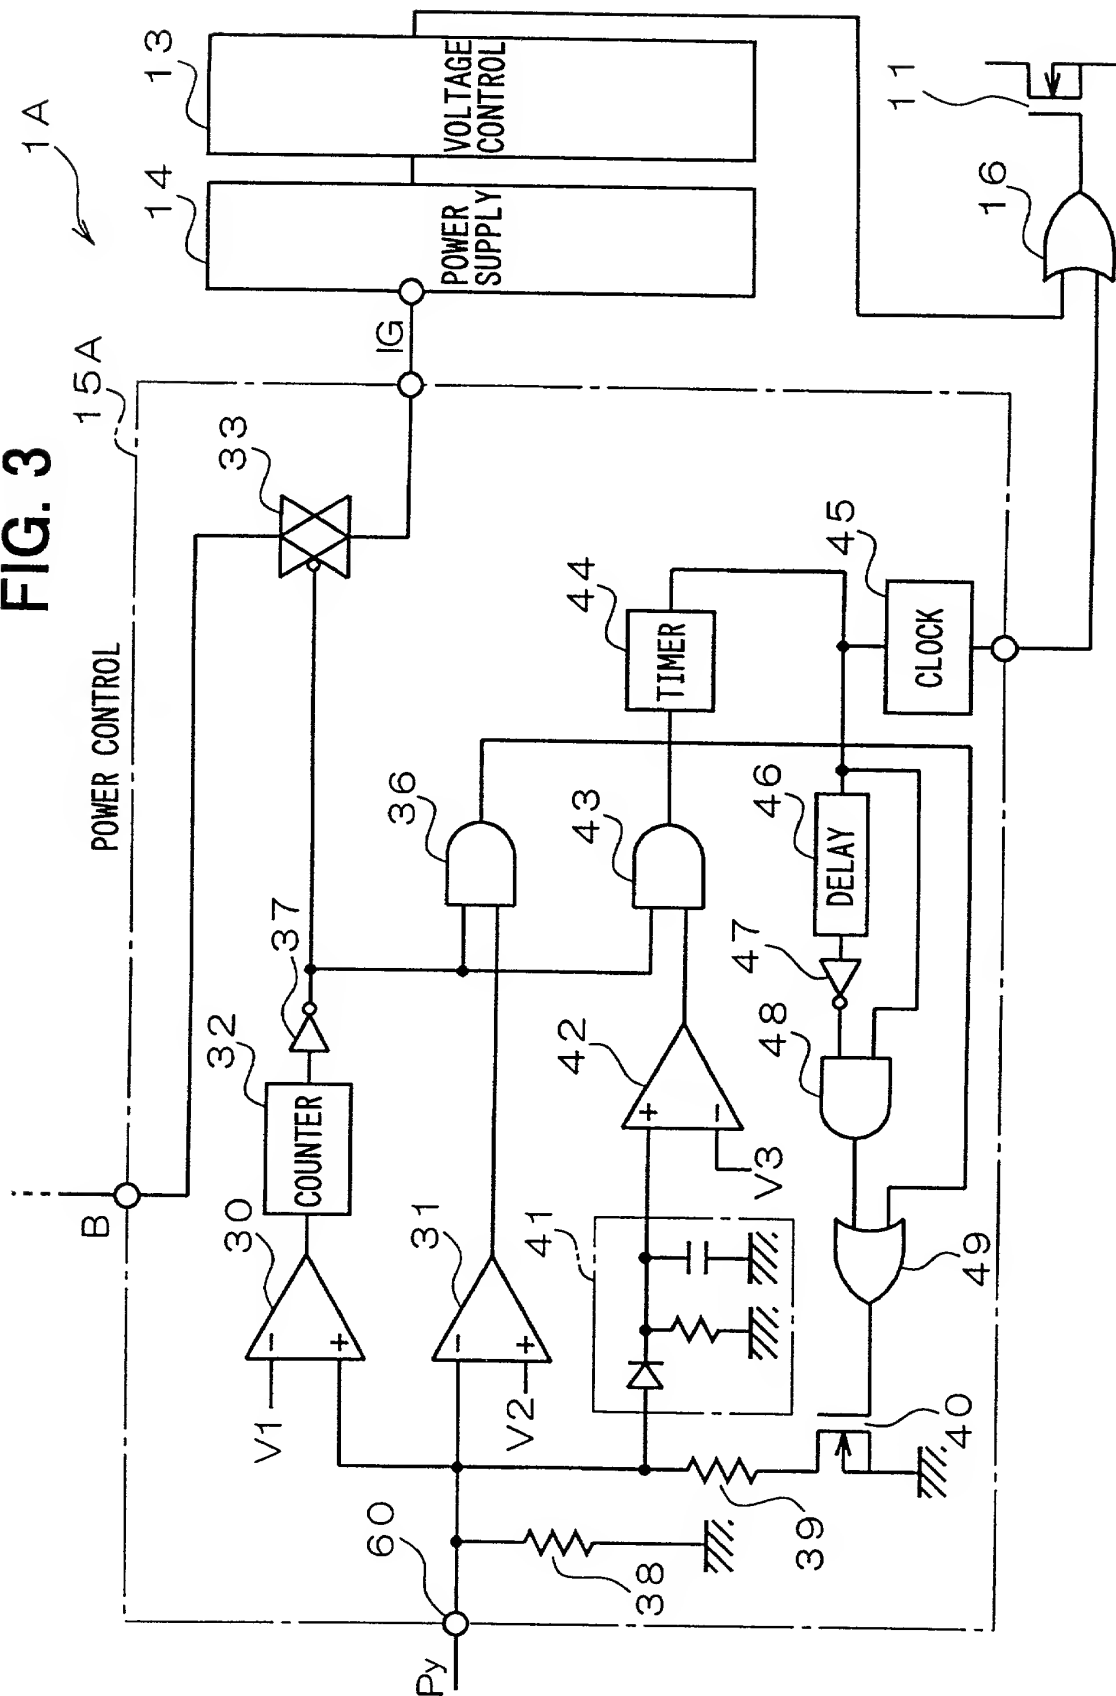 FIG. 3
1A
POWER CONTROL
15A
B
33
IG
14
POWER
SUPPLY
13
VOLTAGE
CONTROL
V1
-
+
30
COUNTER
32
37
36
V2
-
+
31
41
42
+
-
V3
43
TIMER
44
CLOCK
45
DELAY
46
47
48
49
40
39
38
60
Py
16
11